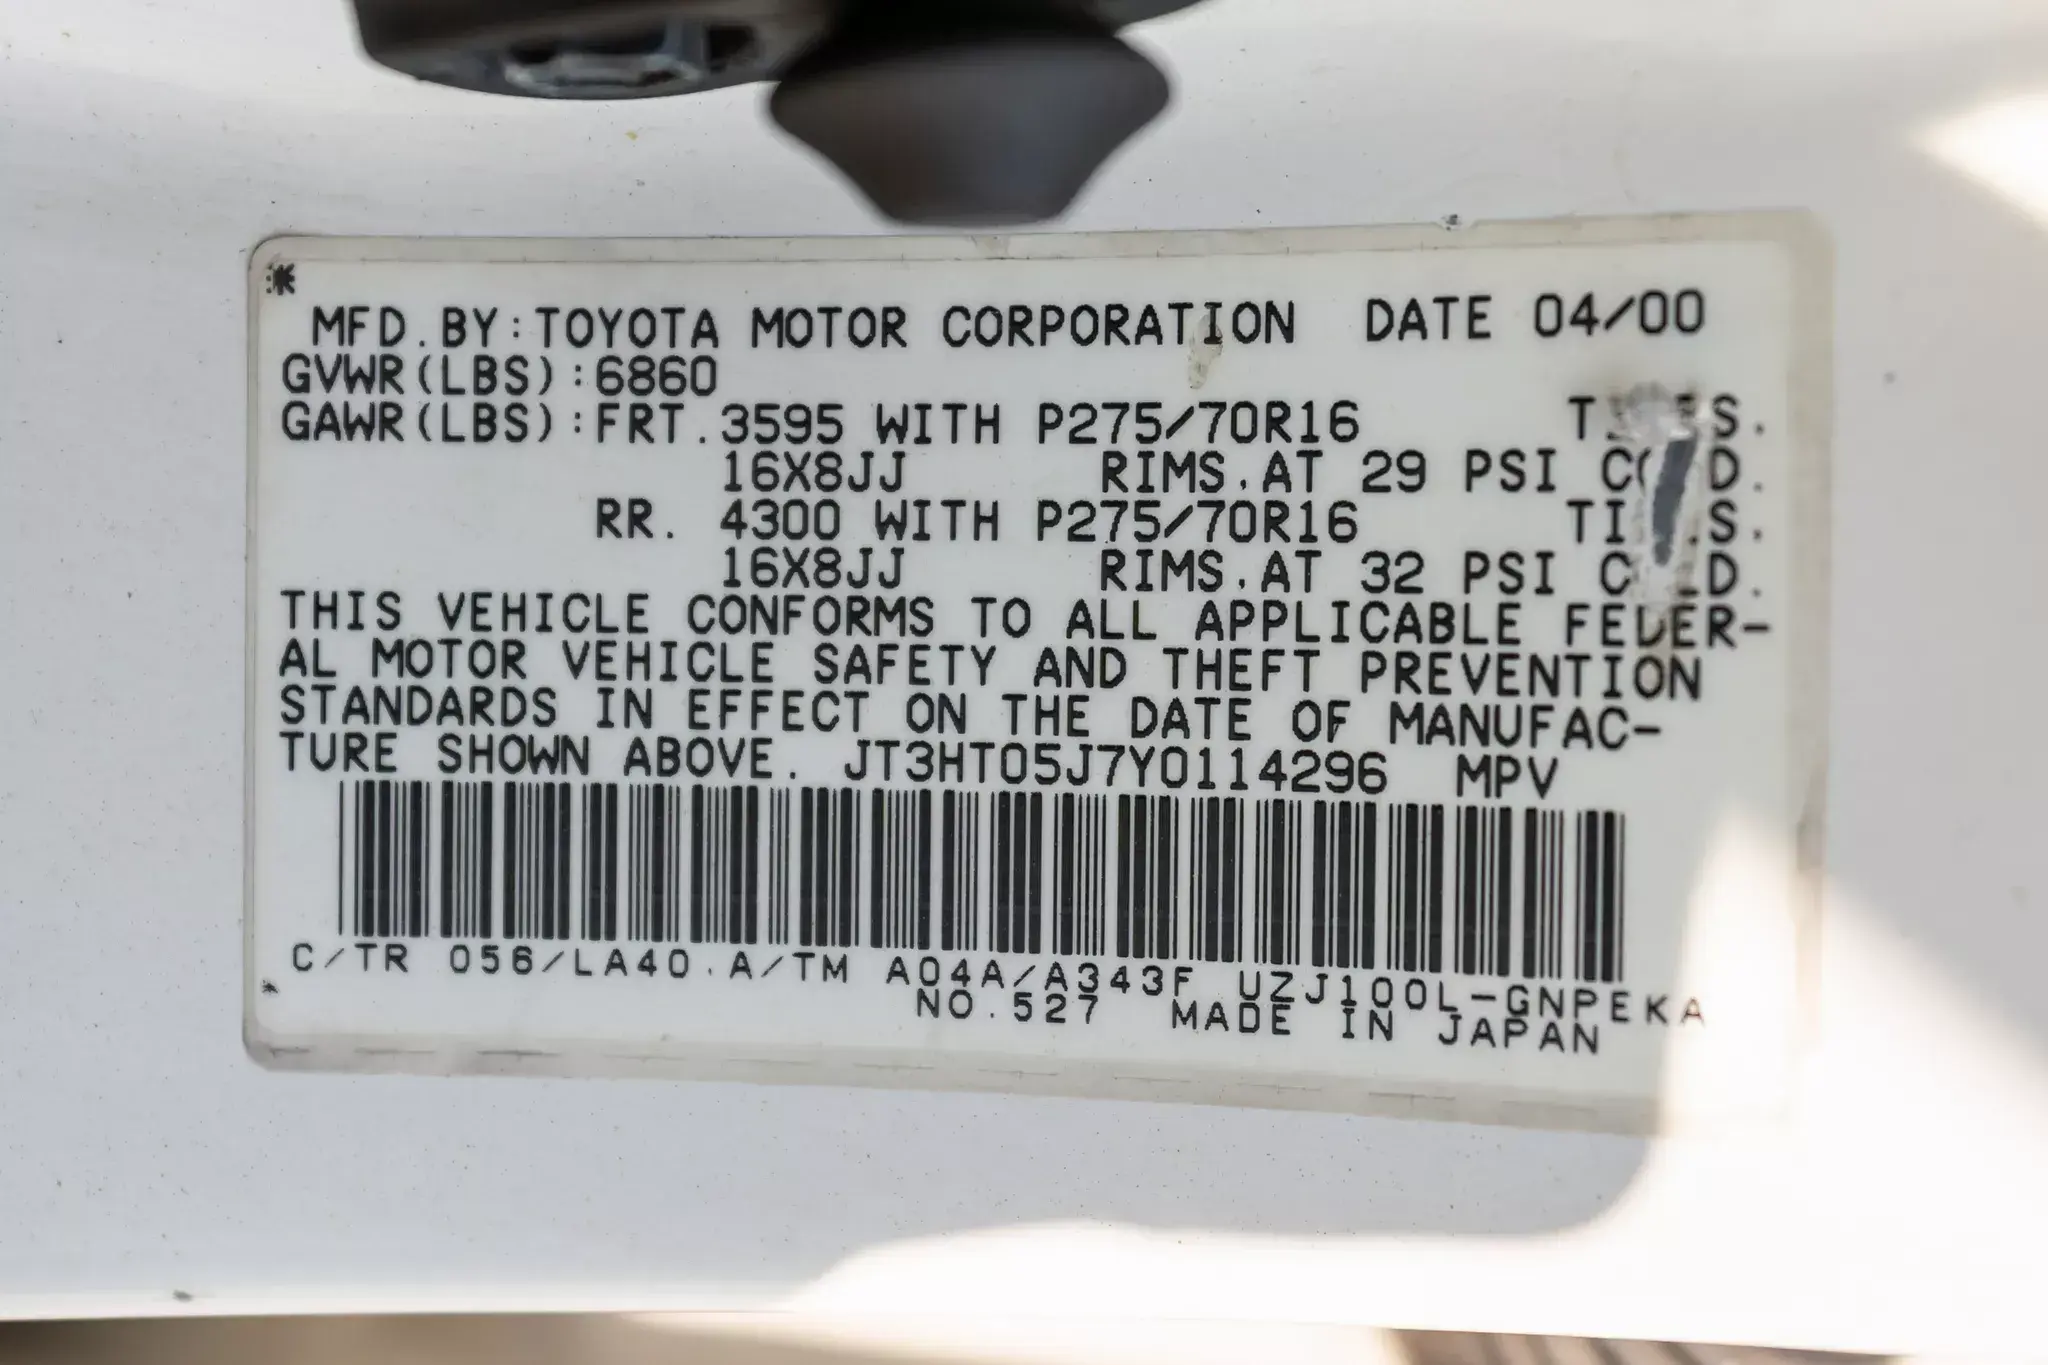 MFD.BY:TOYOTA MOTOR CORPORATION DATE 04/00
GVWR(LBS):6860
GAWR(LBS):FRT.3595 WITH P275/70R16
16X8JJ RIMS.AT 29 PSI
RR. 4300 WITH P275/70R16
16X8JJ RIMS.AT 32 PSI
THIS VEHICLE CONFORMS TO ALL APPLICABLE FEDER-
AL MOTOR VEHICLE SAFETY AND THEFT PREVENTION
STANDARDS IN EFFECT ON THE DATE OF MANUFAC-
TURE SHOWN ABOVE. JT3HT05J7Y0114296 MPV
C/TR 056/LA40.A/TM A04A/A343F UZJ100L-GNPEKA
NO.527 MADE IN JAPAN